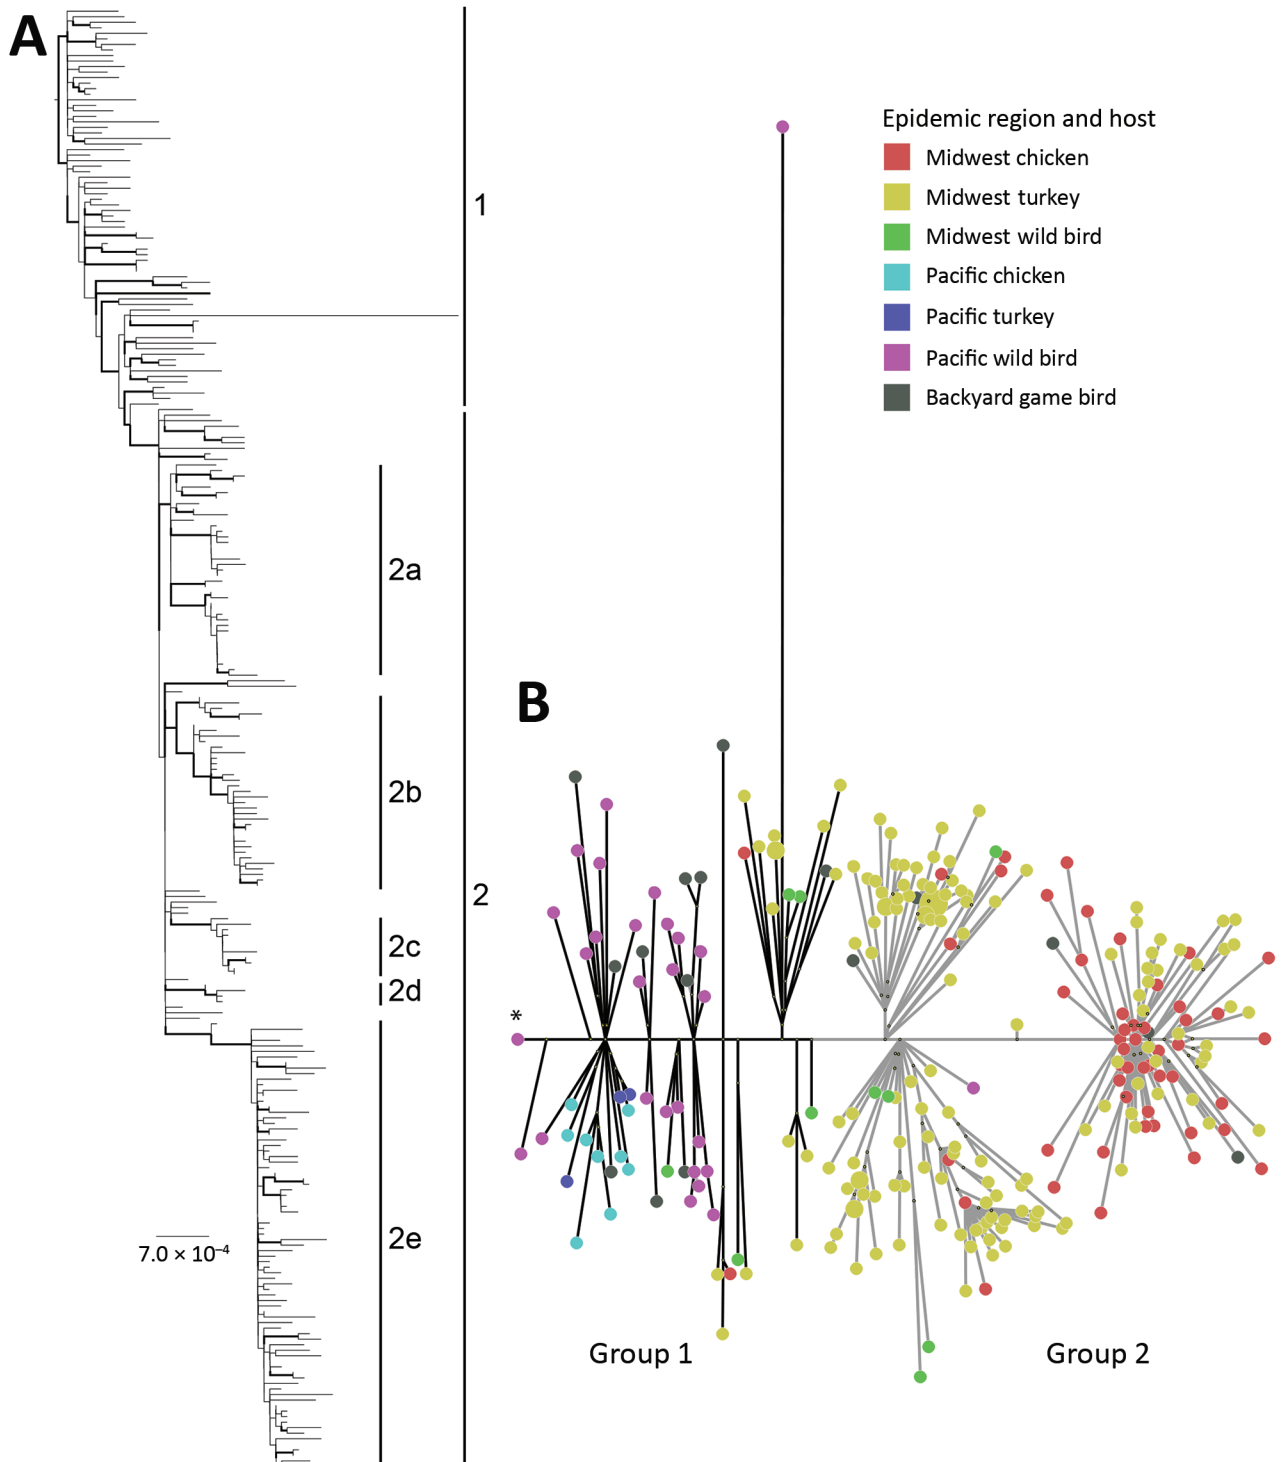 A
1
2
2a
2b
2c
2d
2e
7.0 × 10⁻⁴
Epidemic region and host
Midwest chicken
Midwest turkey
Midwest wild bird
Pacific chicken
Pacific turkey
Pacific wild bird
Backyard game bird
B
*
Group 1
Group 2